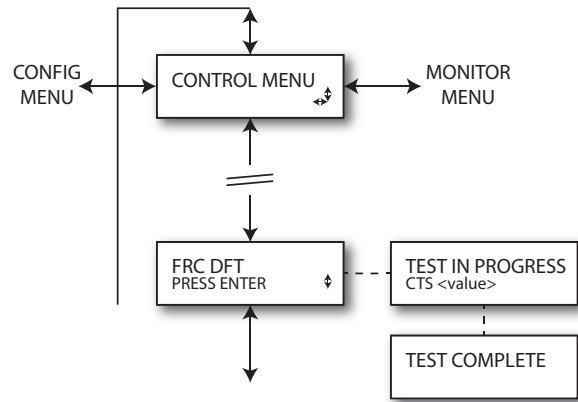 CONFIG
MENU
CONTROL MENU
MONITOR
MENU
FRC DFT
PRESS ENTER
TEST IN PROGRESS
CTS <value>
TEST COMPLETE